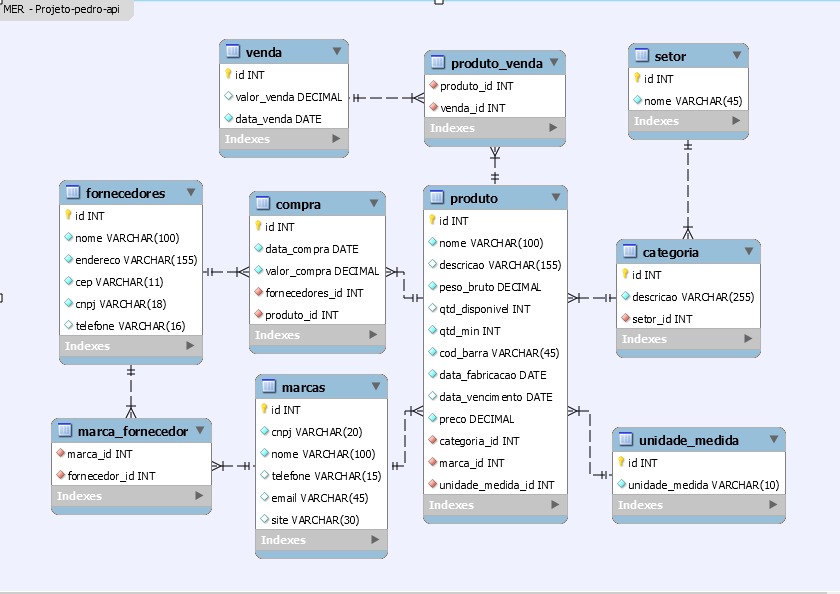 MER - Projeto-pedro-api
venda
id INT
valor_venda DECIMAL
data_venda DATE
Indexes
produto_venda
produto_id INT
venda_id INT
Indexes
setor
id INT
nome VARCHAR(45)
Indexes
fornecedores
id INT
nome VARCHAR(100)
endereco VARCHAR(155)
cep VARCHAR(11)
cnpj VARCHAR(18)
telefone VARCHAR(16)
Indexes
compra
id INT
data_compra DATE
valor_compra DECIMAL
fornecedores_id INT
produto_id INT
Indexes
produto
id INT
nome VARCHAR(100)
descricao VARCHAR(155)
peso_bruto DECIMAL
qtd_disponivel INT
qtd_min INT
cod_barra VARCHAR(45)
data_fabricacao DATE
data_vencimento DATE
preco DECIMAL
categoria_id INT
marca_id INT
unidade_medida_id INT
Indexes
categoria
id INT
descricao VARCHAR(255)
setor_id INT
Indexes
marca_fornecedor
marca_id INT
fornecedor_id INT
Indexes
marcas
id INT
cnpj VARCHAR(20)
nome VARCHAR(100)
telefone VARCHAR(15)
email VARCHAR(45)
site VARCHAR(30)
Indexes
unidade_medida
id INT
unidade_medida VARCHAR(10)
Indexes